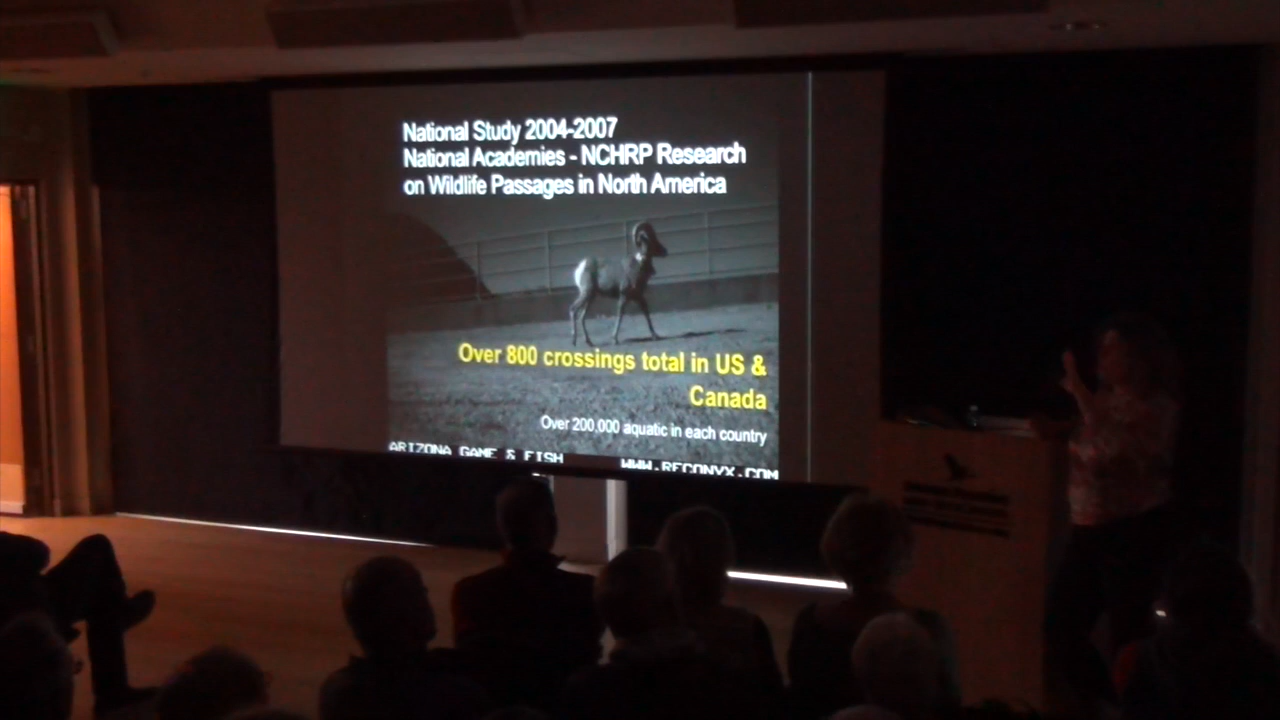 National Study 2004-2007
National Academies - NCHRP Research
on Wildlife Passages in North America
Over 800 crossings total in US &
Canada
Over 200,000 aquatic in each country
ARIZONA GAME & FISH WWW.RECONYX.COM